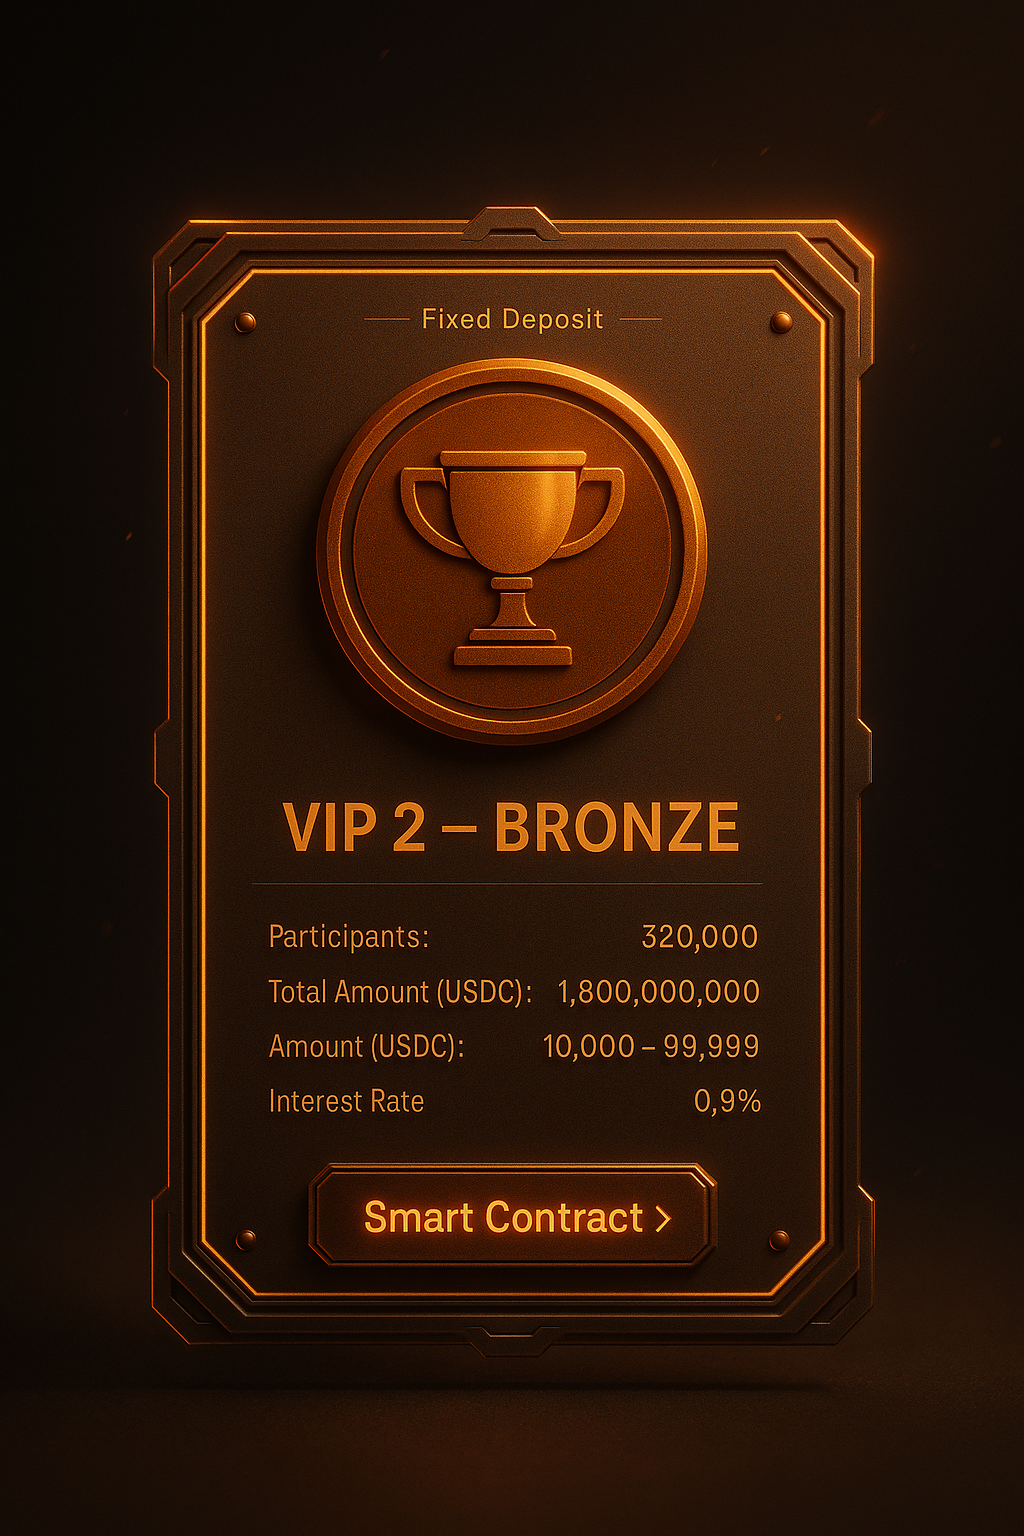 Fixed Deposit
VIP 2 – BRONZE
Participants: 320,000
Total Amount (USDC): 1,800,000,000
Amount (USDC): 10,000 – 99,999
Interest Rate 0,9%
Smart Contract >